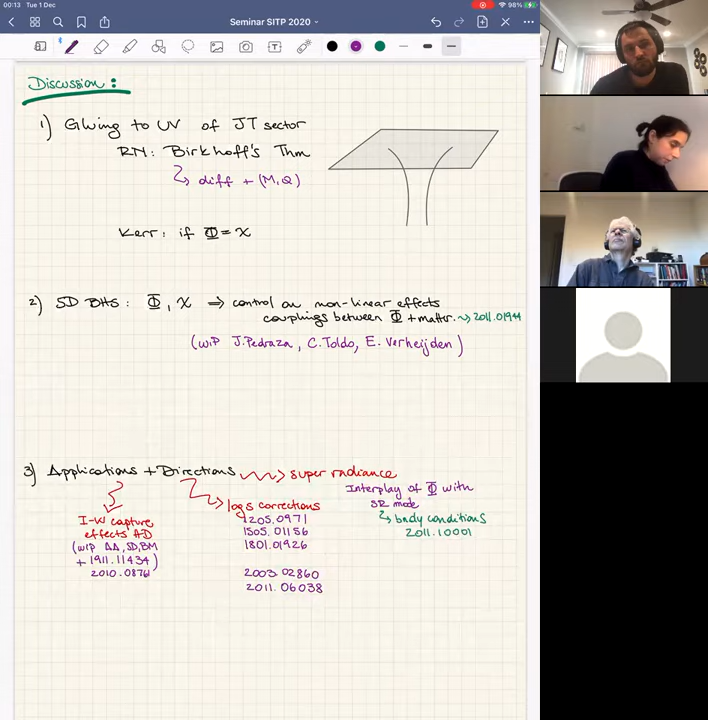 00:13 Tue 1 Dec
98%
Seminar SITP 2020
Discussion:
1) Gluing to UV of JT sector
RN: Birkhoff's Thm
↳ diff + (M,Q)
Kerr: if Φ = χ
2) 5D BHs: Φ, χ ⇒ control on non-linear effects
couplings between Φ + matter. ↝ 2011.01944
(WIP J.Pedraza, C.Toldo, E.Verheijden)
3) Applications + Directions
super radiance
Interplay of Φ with
SR mode
↳ bndy conditions
2011.10001
I-W capture
effects AD
(WIP AA, SD, BM
+ 1911.11434)
2010.08761
logs corrections
1205.0971
1505.01156
1801.01926
2003.02860
2011.06038